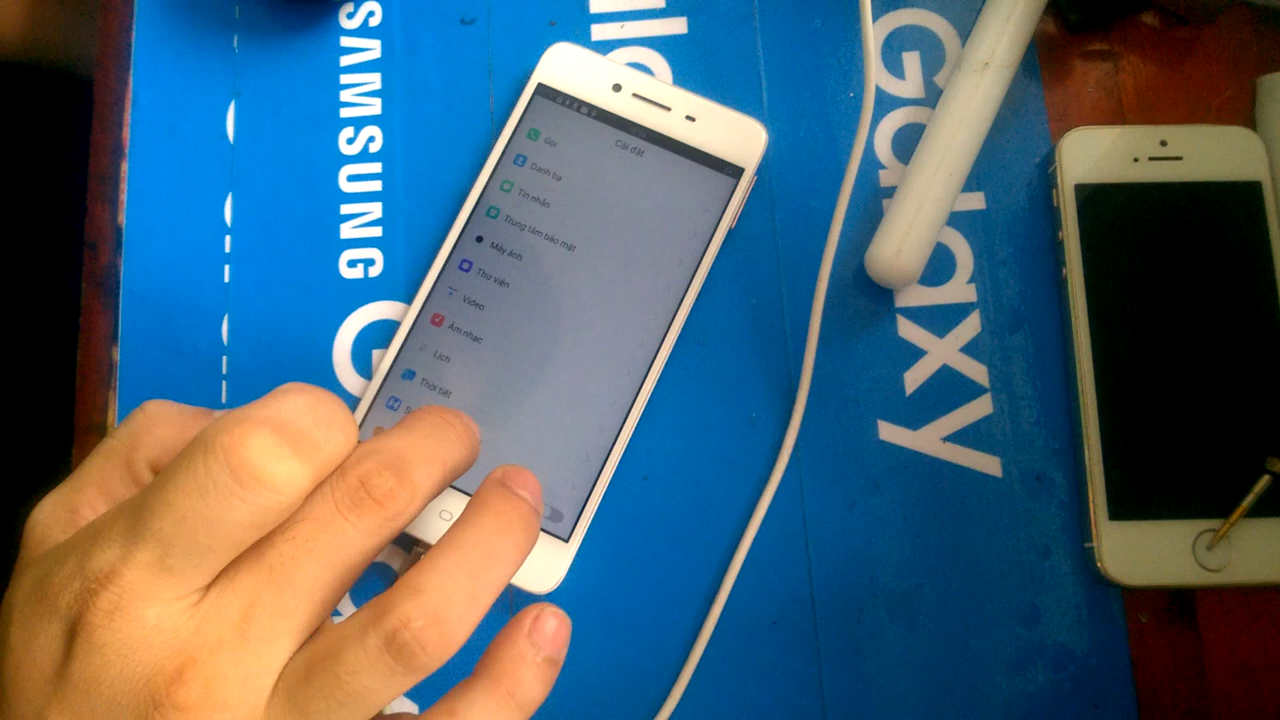 SAMSUNG
Galaxy
Cài đặt
Gọi
Danh bạ
Tin nhắn
Trung tâm bảo mật
Máy ảnh
Thư viện
Video
Âm nhạc
Lịch
Thời tiết